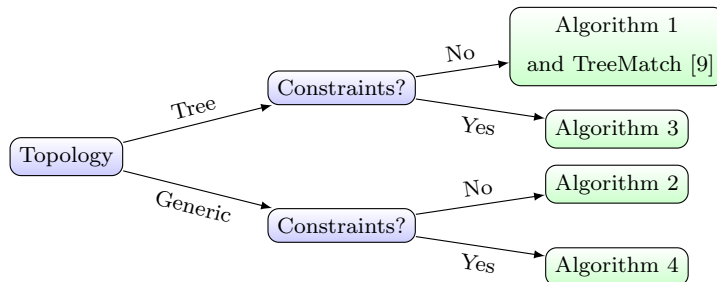 Algorithm 1
and TreeMatch [9]
No
Constraints?
Tree
Yes
Algorithm 3
Topology
Generic
No
Algorithm 2
Constraints?
Yes
Algorithm 4